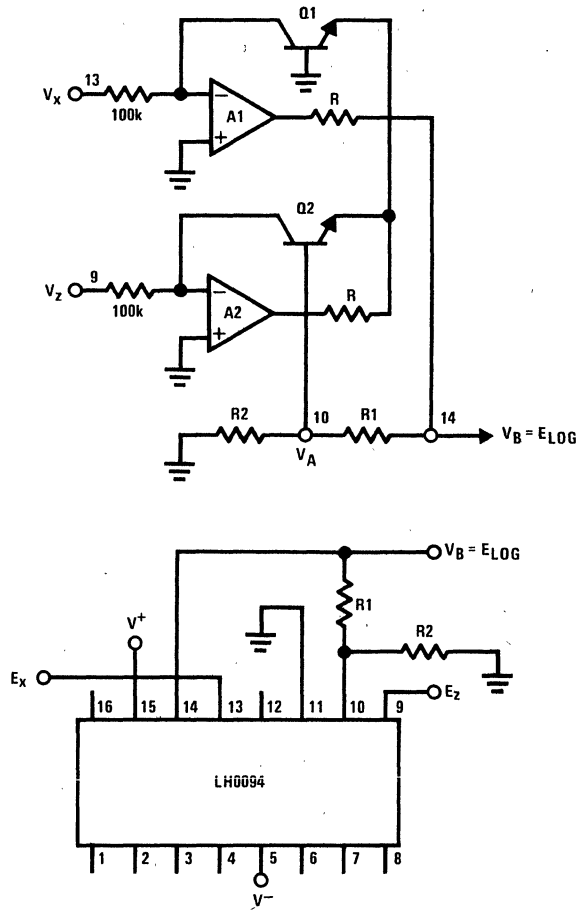 Q1
Vx 13
100k
−
A1
+
R
Q2
Vz 9
100k
−
A2
+
R
R2
10
R1
14
VA
VB = ELOG
VB = ELOG
R1
V+
R2
Ex
Ez
16 15 14 13 12 11 10 9
LH0094
1 2 3 4 5 6 7 8
V−